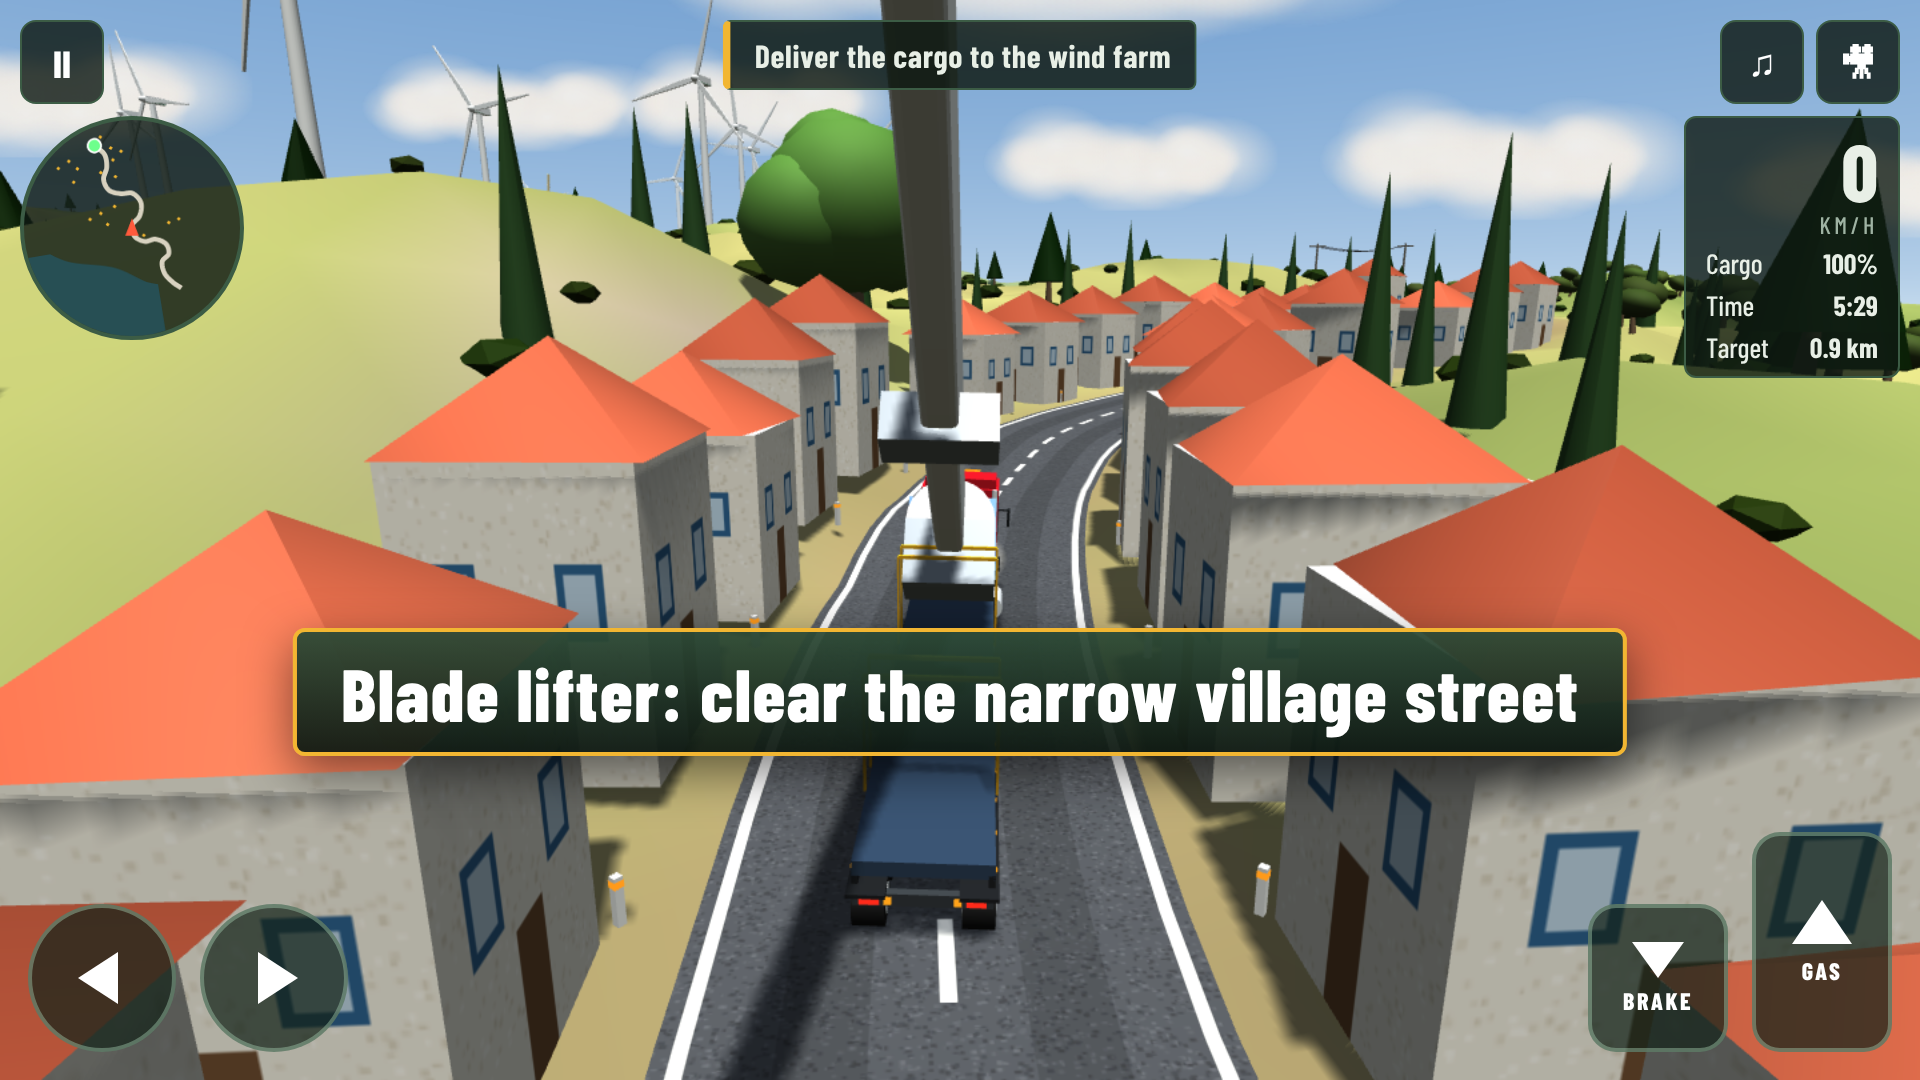 Deliver the cargo to the wind farm
0
KM/H
Cargo 100%
Time 5:29
Target 0.9 km
Blade lifter: clear the narrow village street
BRAKE
GAS